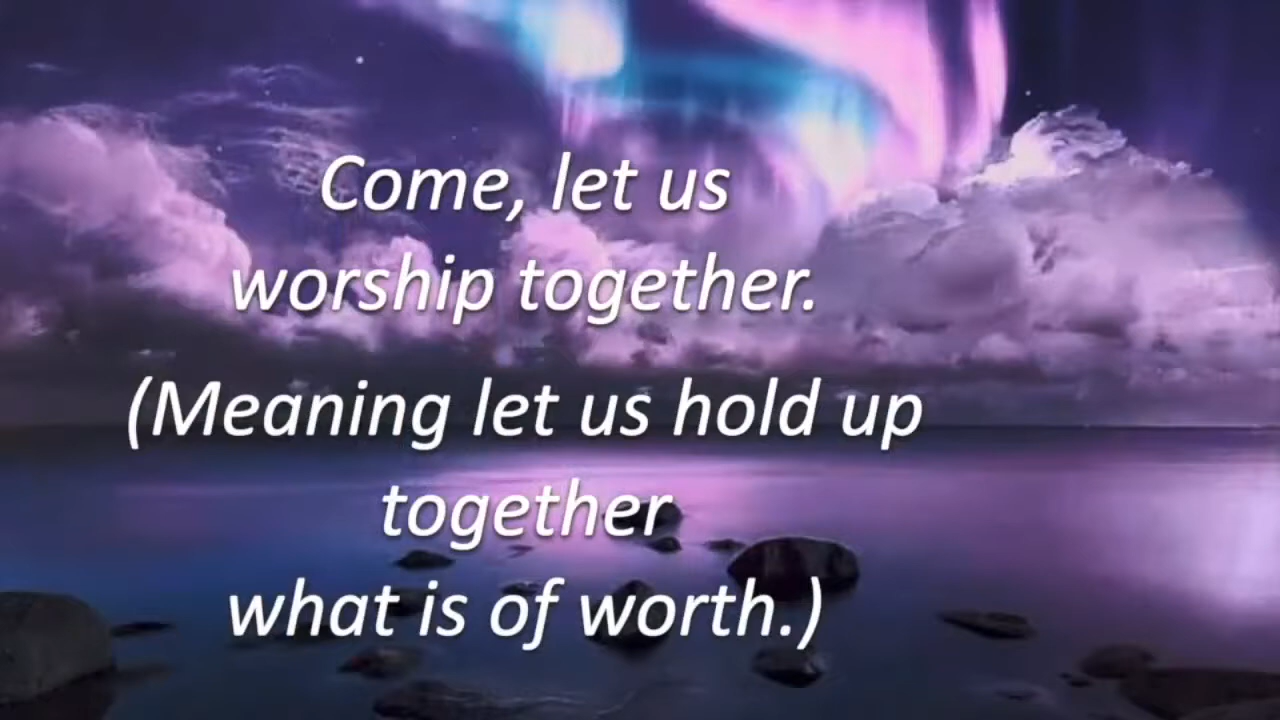 Come, let us
worship together.
(Meaning let us hold up
together
what is of worth.)